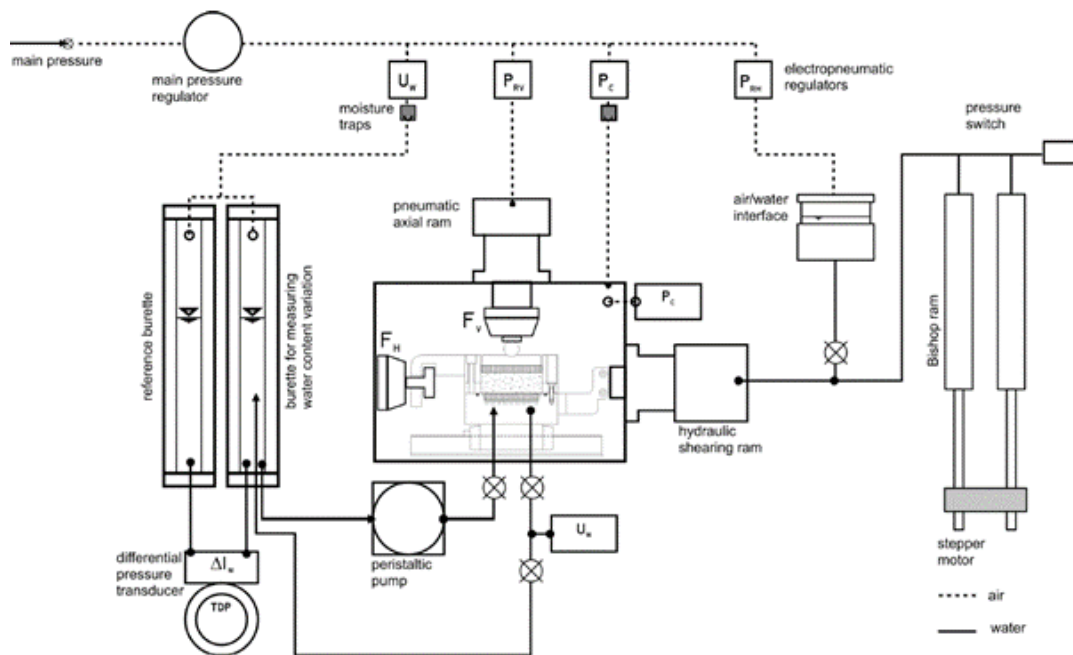 main pressure
main pressure
regulator
U_w
P_RV
P_C
P_RH
electropneumatic
regulators
moisture
traps
pressure
switch
pneumatic
axial ram
air/water
interface
reference burette
burette for measuring
water content variation
F_V
F_H
P_C
Bishop ram
hydraulic
shearing ram
peristaltic
pump
U_w
differential
pressure
transducer
ΔI_w
TDP
stepper
motor
air
water